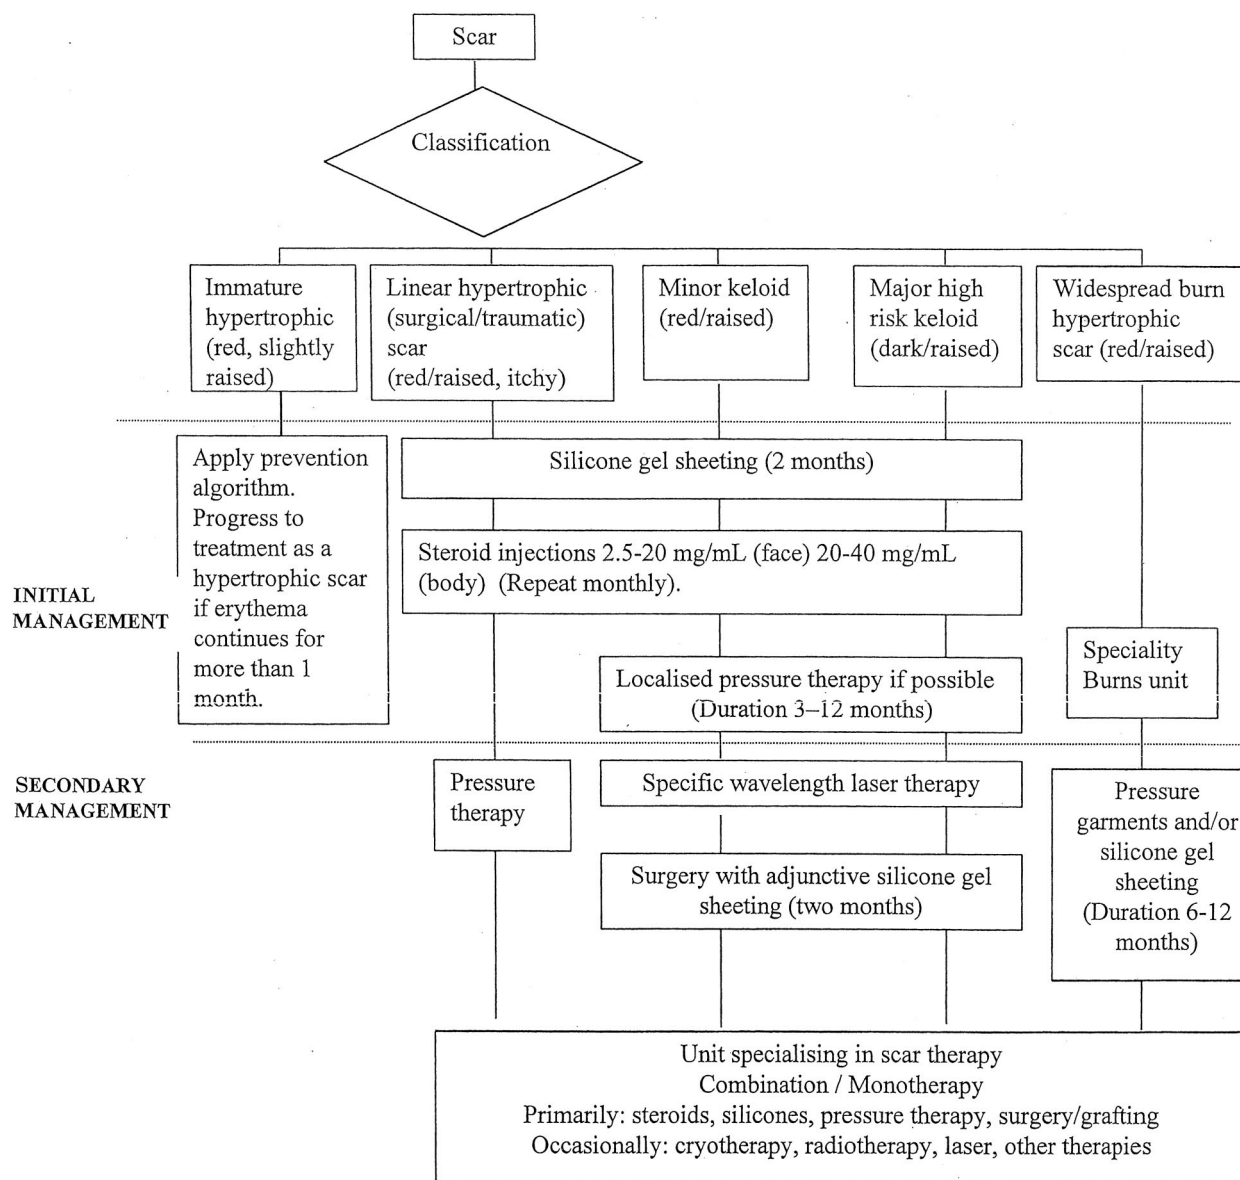 Scar
Classification
Immature
hypertrophic
(red, slightly
raised)
Linear hypertrophic
(surgical/traumatic)
scar
(red/raised, itchy)
Minor keloid
(red/raised)
Major high
risk keloid
(dark/raised)
Widespread burn
hypertrophic
scar (red/raised)
INITIAL
MANAGEMENT
Apply prevention
algorithm.
Progress to
treatment as a
hypertrophic scar
if erythema
continues for
more than 1
month.
Silicone gel sheeting (2 months)
Steroid injections 2.5-20 mg/mL (face) 20-40 mg/mL
(body) (Repeat monthly).
Localised pressure therapy if possible
(Duration 3–12 months)
Speciality
Burns unit
SECONDARY
MANAGEMENT
Pressure
therapy
Specific wavelength laser therapy
Surgery with adjunctive silicone gel
sheeting (two months)
Pressure
garments and/or
silicone gel
sheeting
(Duration 6-12
months)
Unit specialising in scar therapy
Combination / Monotherapy
Primarily: steroids, silicones, pressure therapy, surgery/grafting
Occasionally: cryotherapy, radiotherapy, laser, other therapies